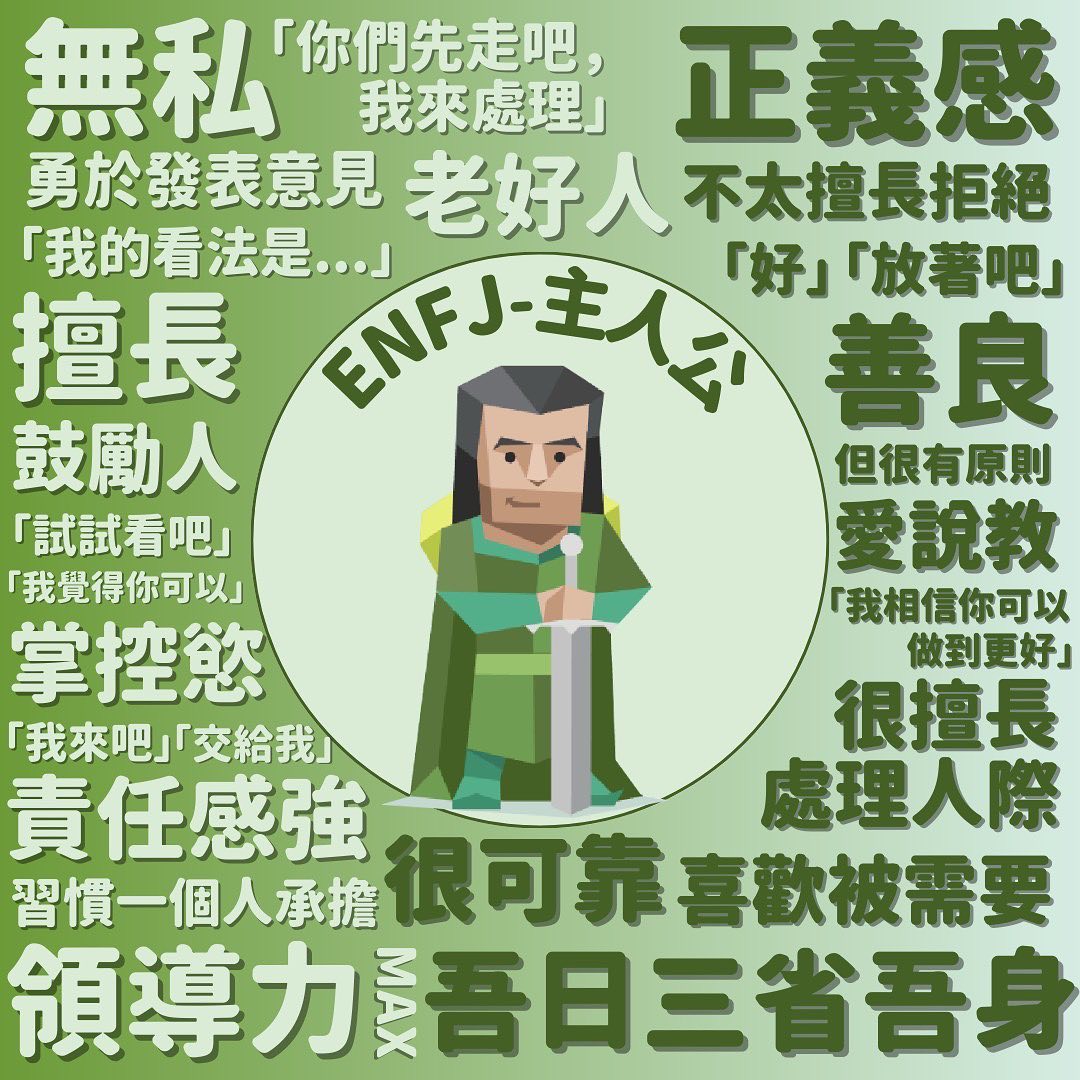 無私
「你們先走吧，
我來處理」
正義感
勇於發表意見
老好人
不太擅長拒絕
「我的看法是...」
「好」「放著吧」
ENFJ-主人公
擅長
鼓勵人
「試試看吧」
「我覺得你可以」
掌控慾
「我來吧」「交給我」
責任感強
習慣一個人承擔
領導力
MAX
善良
但很有原則
愛說教
「我相信你可以
做到更好」
很擅長
處理人際
很可靠
喜歡被需要
吾日三省吾身